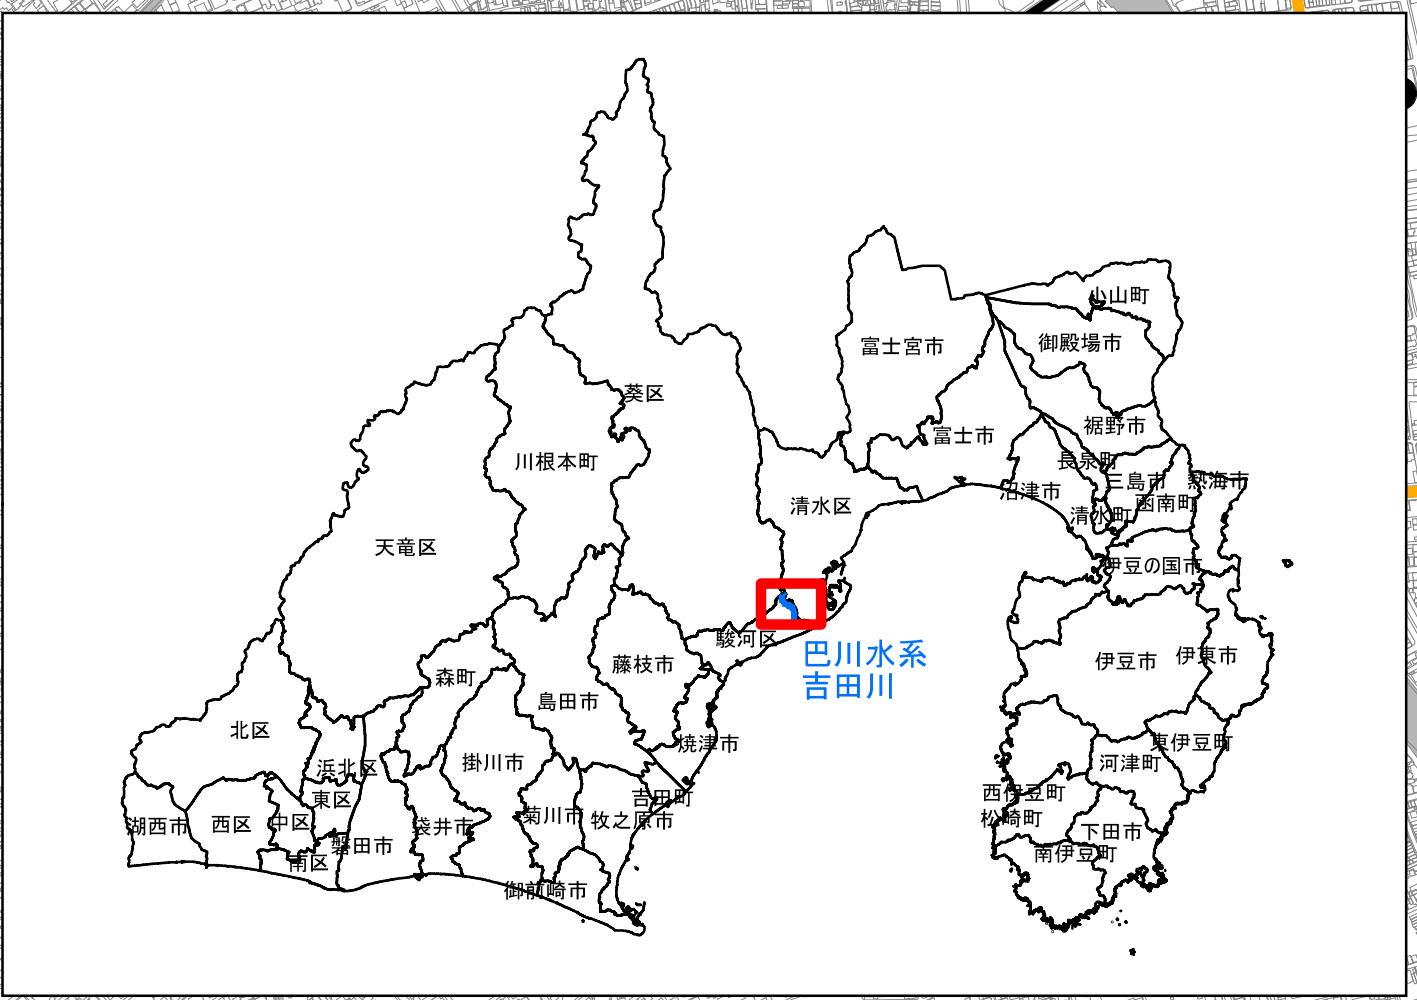 小山町
御殿場市
富士宮市
葵区
裾野市
富士市
長泉町
川根本町
三島市
熱海市
沼津市
函南町
清水区
清水町
天竜区
伊豆の国市
駿河区
巴川水系
吉田川
伊豆市
伊東市
藤枝市
森町
島田市
北区
焼津市
東伊豆町
掛川市
河津町
浜北区
西伊豆町
吉田町
東区
松崎町
菊川市
牧之原市
湖西市
西区
中区
袋井市
下田市
磐田市
南伊豆町
南区
御前崎市